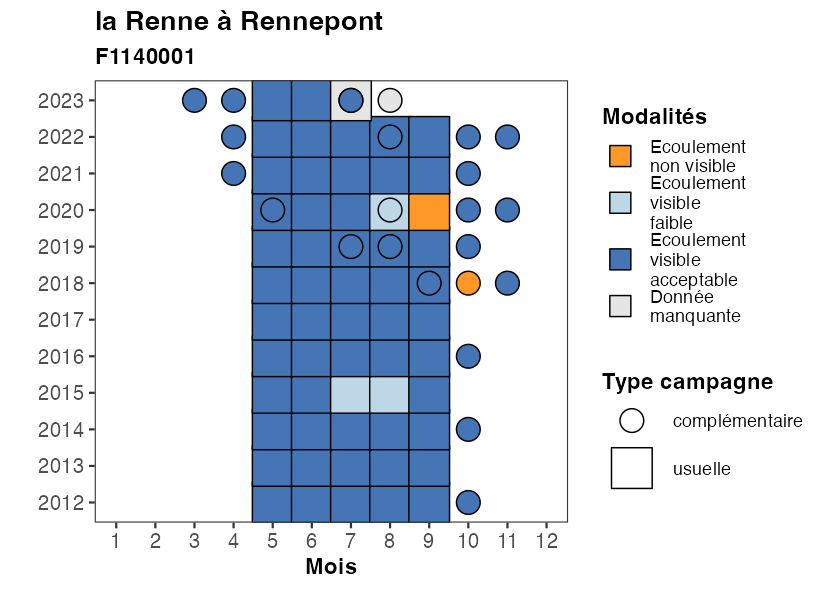 la Renne à Rennepont
F1140001
2023
2022
2021
2020
2019
2018
2017
2016
2015
2014
2013
2012
1 2 3 4 5 6 7 8 9 10 11 12
Mois
Modalités
Ecoulement
non visible
Ecoulement
visible
faible
Ecoulement
visible
acceptable
Donnée
manquante
Type campagne
complémentaire
usuelle